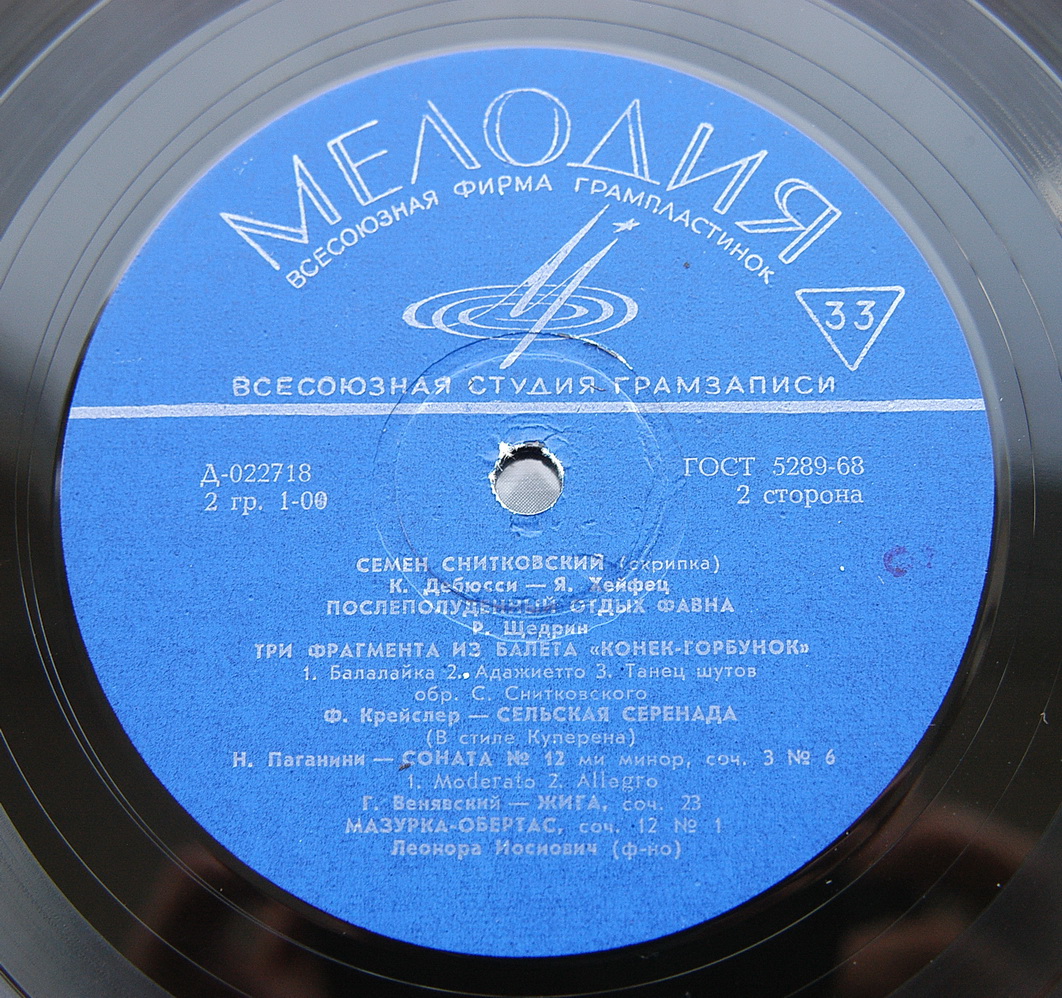 МЕЛОДИЯ
ВСЕСОЮЗНАЯ ФИРМА ГРАМПЛАСТИНОК
33
ВСЕСОЮЗНАЯ СТУДИЯ ГРАМЗАПИСИ
Д-022718 ГОСТ 5289-68
2 гр. 1-00 2 сторона
СЕМЕН СНИТКОВСКИЙ (скрипка)
К. Дебюсси — Я. Хейфец
ПОСЛЕПОЛУДЕННЫЙ ОТДЫХ ФАВНА
Р. Щедрин
ТРИ ФРАГМЕНТА ИЗ БАЛЕТА «КОНЕК-ГОРБУНОК»
1. Балалайка 2. Адажиетто 3. Танец шутов
обр. С. Снитковского
Ф. Крейслер — СЕЛЬСКАЯ СЕРЕНАДА
(В стиле Куперена)
Н. Паганини — СОНАТА № 12 ми минор, соч. 3 № 6
1. Moderato 2. Allegro
Г. Венявский — ЖИГА, соч. 23
МАЗУРКА-ОБЕРТАС, соч. 12 № 1
Леонора Иосиович (ф-но)